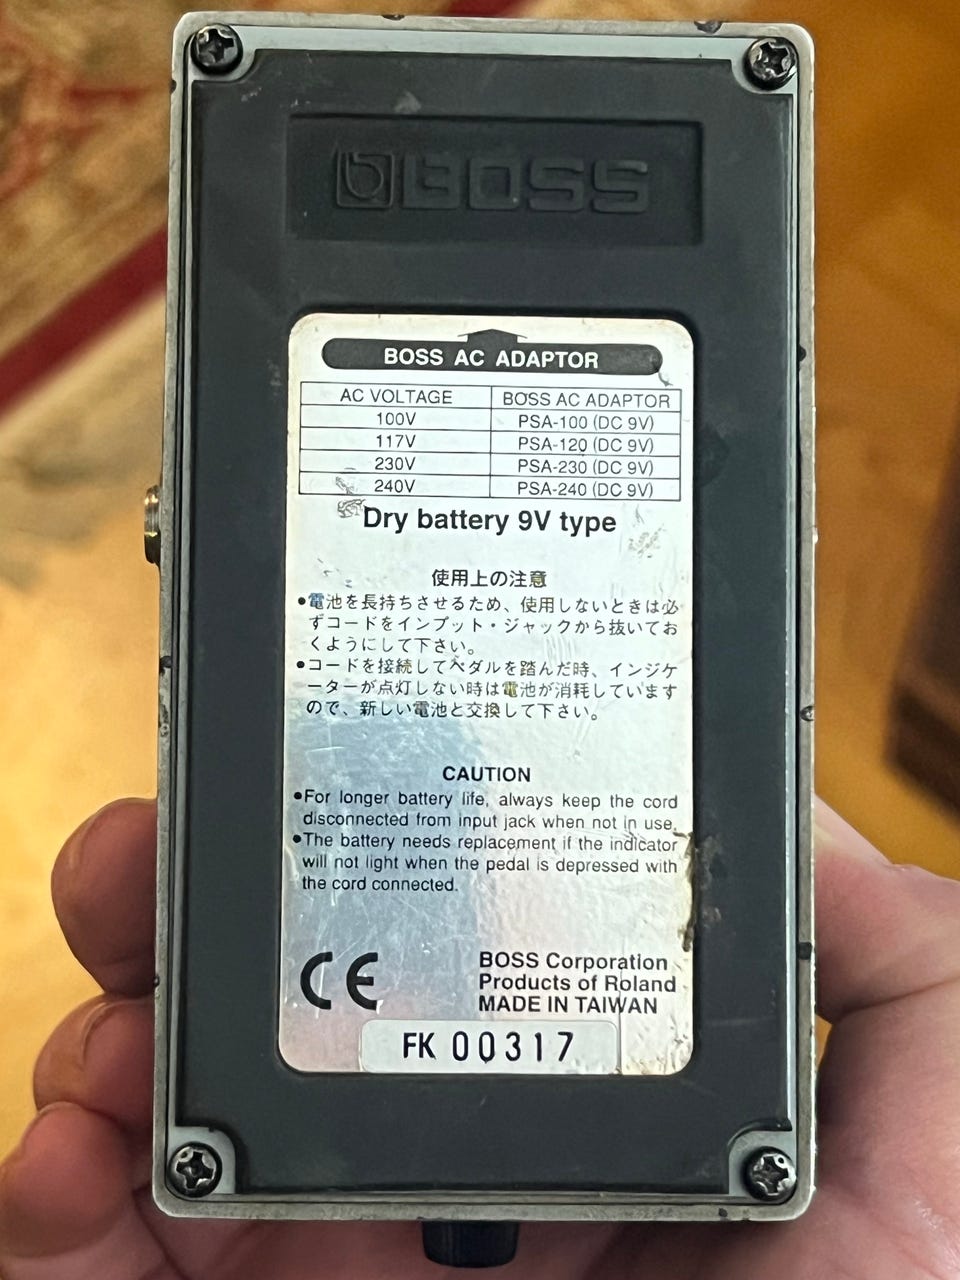 BOSS
BOSS AC ADAPTOR
AC VOLTAGE BOSS AC ADAPTOR
100V PSA-100 (DC 9V)
117V PSA-120 (DC 9V)
230V PSA-230 (DC 9V)
240V PSA-240 (DC 9V)
Dry battery 9V type
使用上の注意
●電池を長持ちさせるため、使用しないときは必
ずコードをインプット・ジャックから抜いてお
くようにして下さい。
●コードを接続してペダルを踏んだ時、インジケ
ーターが点灯しない時は電池が消耗しています
ので、新しい電池と交換して下さい。
CAUTION
●For longer battery life, always keep the cord
disconnected from input jack when not in use.
●The battery needs replacement if the indicator
will not light when the pedal is depressed with
the cord connected.
CE
BOSS Corporation
Products of Roland
MADE IN TAIWAN
FK 00317